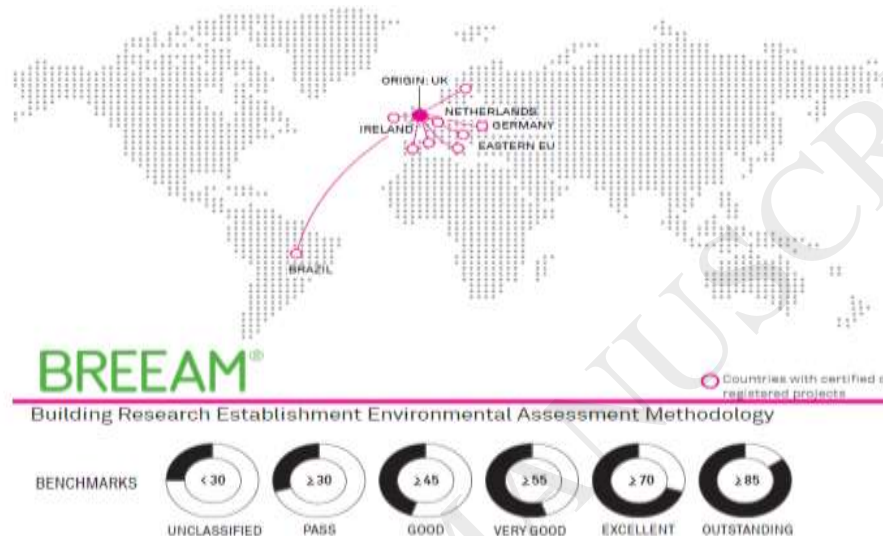 ORIGIN: UK
NETHERLANDS
IRELAND
GERMANY
EASTERN EU
BRAZIL
BREEAM®
Countries with certified o
registered projects
Building Research Establishment Environmental Assessment Methodology
BENCHMARKS
< 30
≥ 30
≥ 45
≥ 55
≥ 70
≥ 85
UNCLASSIFIED
PASS
GOOD
VERY GOOD
EXCELLENT
OUTSTANDING
MANUSCR